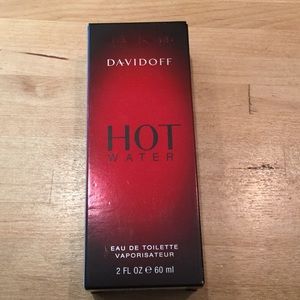 DAVIDOFF
HOT
WATER
EAU DE TOILETTE
VAPORISATEUR
2 FL OZ ℮ 60 ml